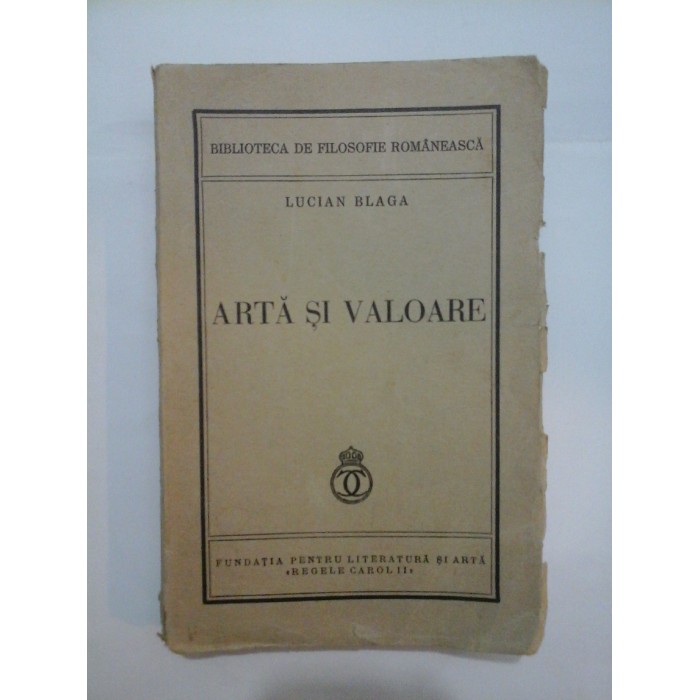 BIBLIOTECA DE FILOSOFIE ROMÂNEASCĂ
LUCIAN BLAGA
ARTĂ ȘI VALOARE
FUNDAȚIA PENTRU LITERATURĂ ȘI ARTĂ
«REGELE CAROL II»